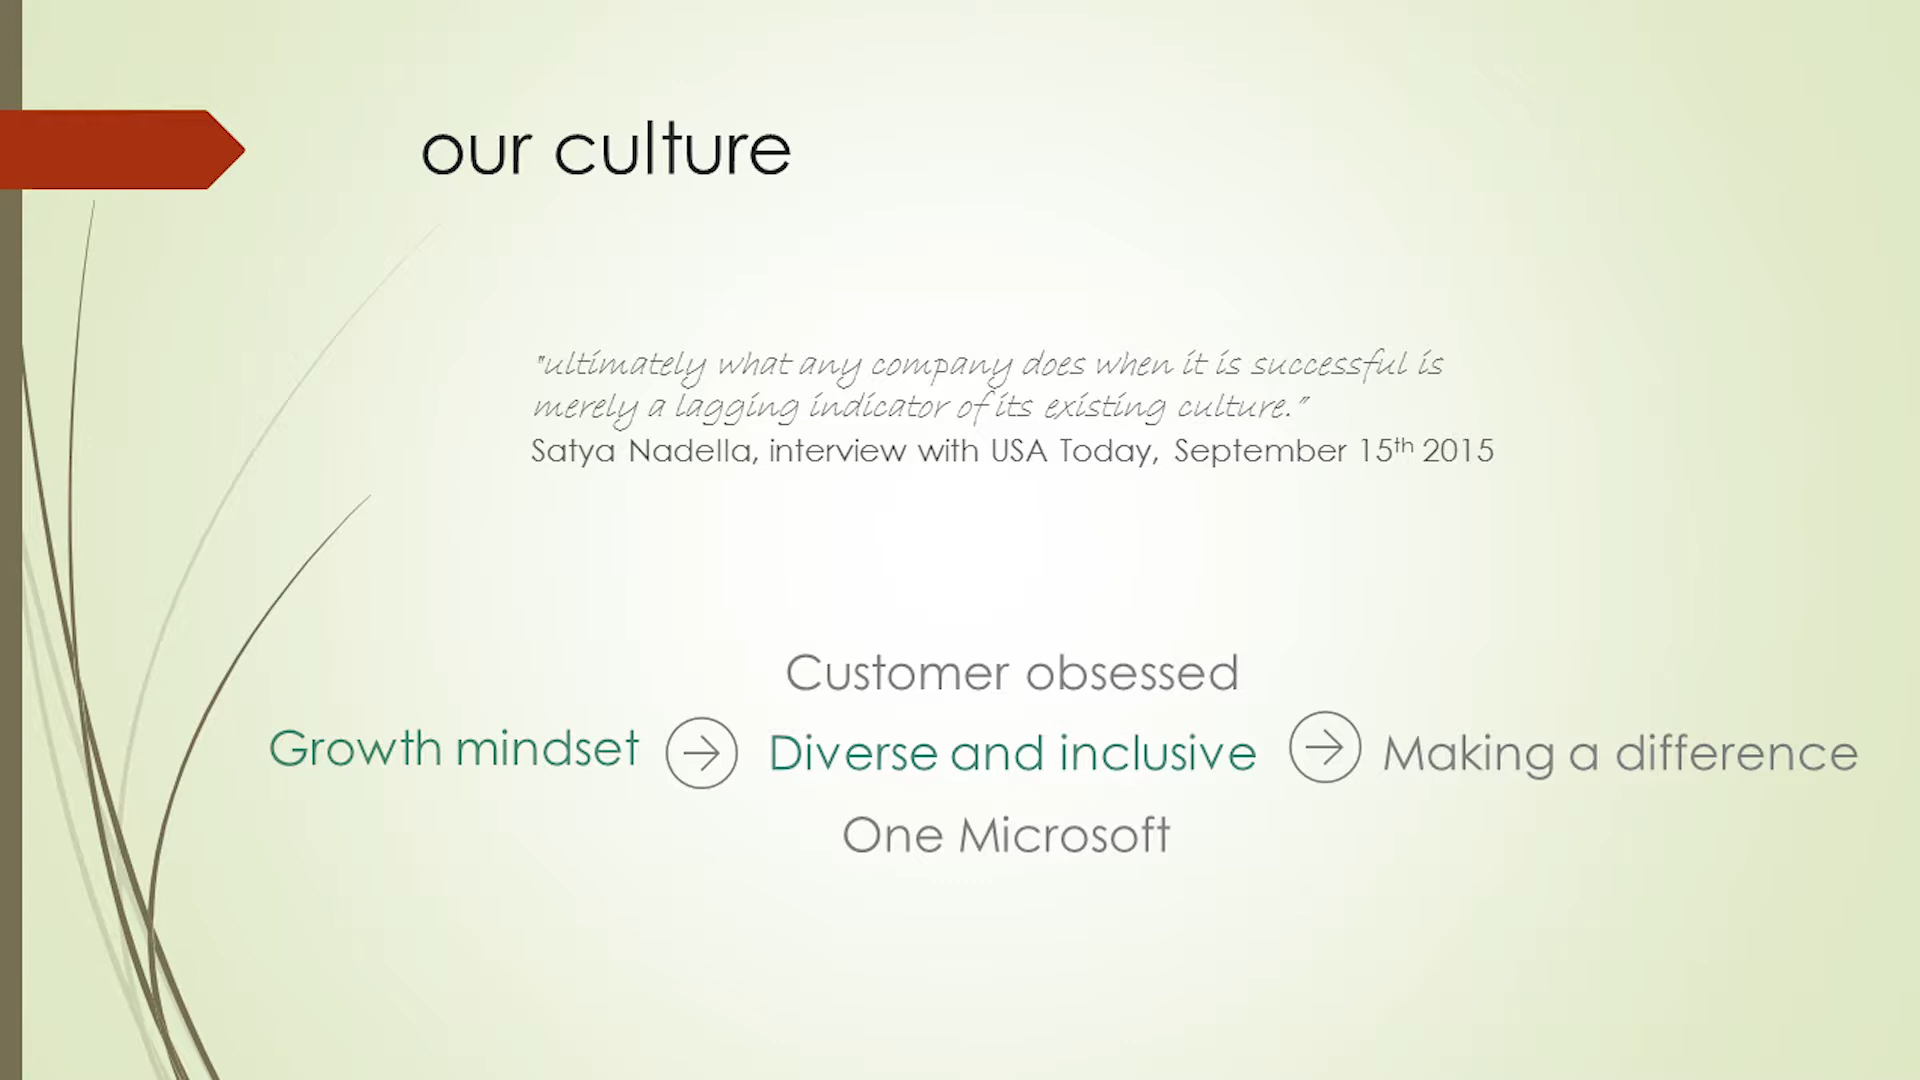 our culture
"ultimately what any company does when it is successful is
merely a lagging indicator of its existing culture.”
Satya Nadella, interview with USA Today, September 15th 2015
Customer obsessed
Growth mindset → Diverse and inclusive → Making a difference
One Microsoft